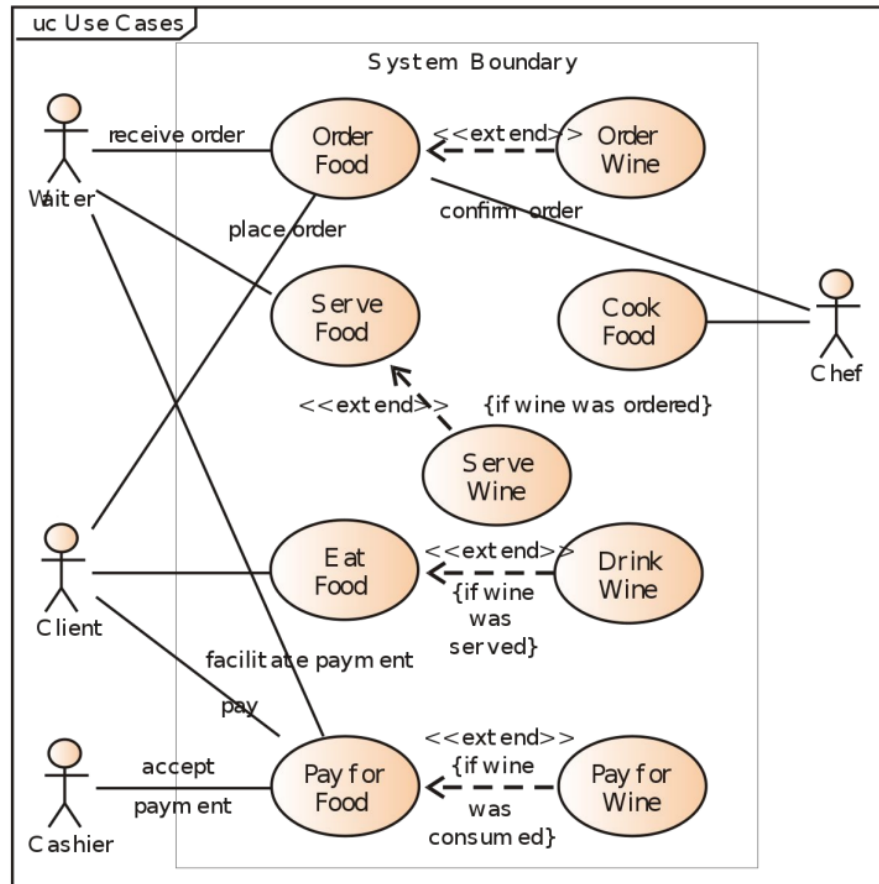 uc Use Cases
System Boundary
receive order
Order
Food
<<extend>>
Order
Wine
Waiter
confirm order
place order
Serve
Food
Cook
Food
Chef
<<extend>>
{if wine was ordered}
Serve
Wine
Eat
Food
<<extend>>
{if wine
was
served}
Drink
Wine
Client
facilitate payment
pay
accept
payment
Pay for
Food
<<extend>>
{if wine
was
consumed}
Pay for
Wine
Cashier